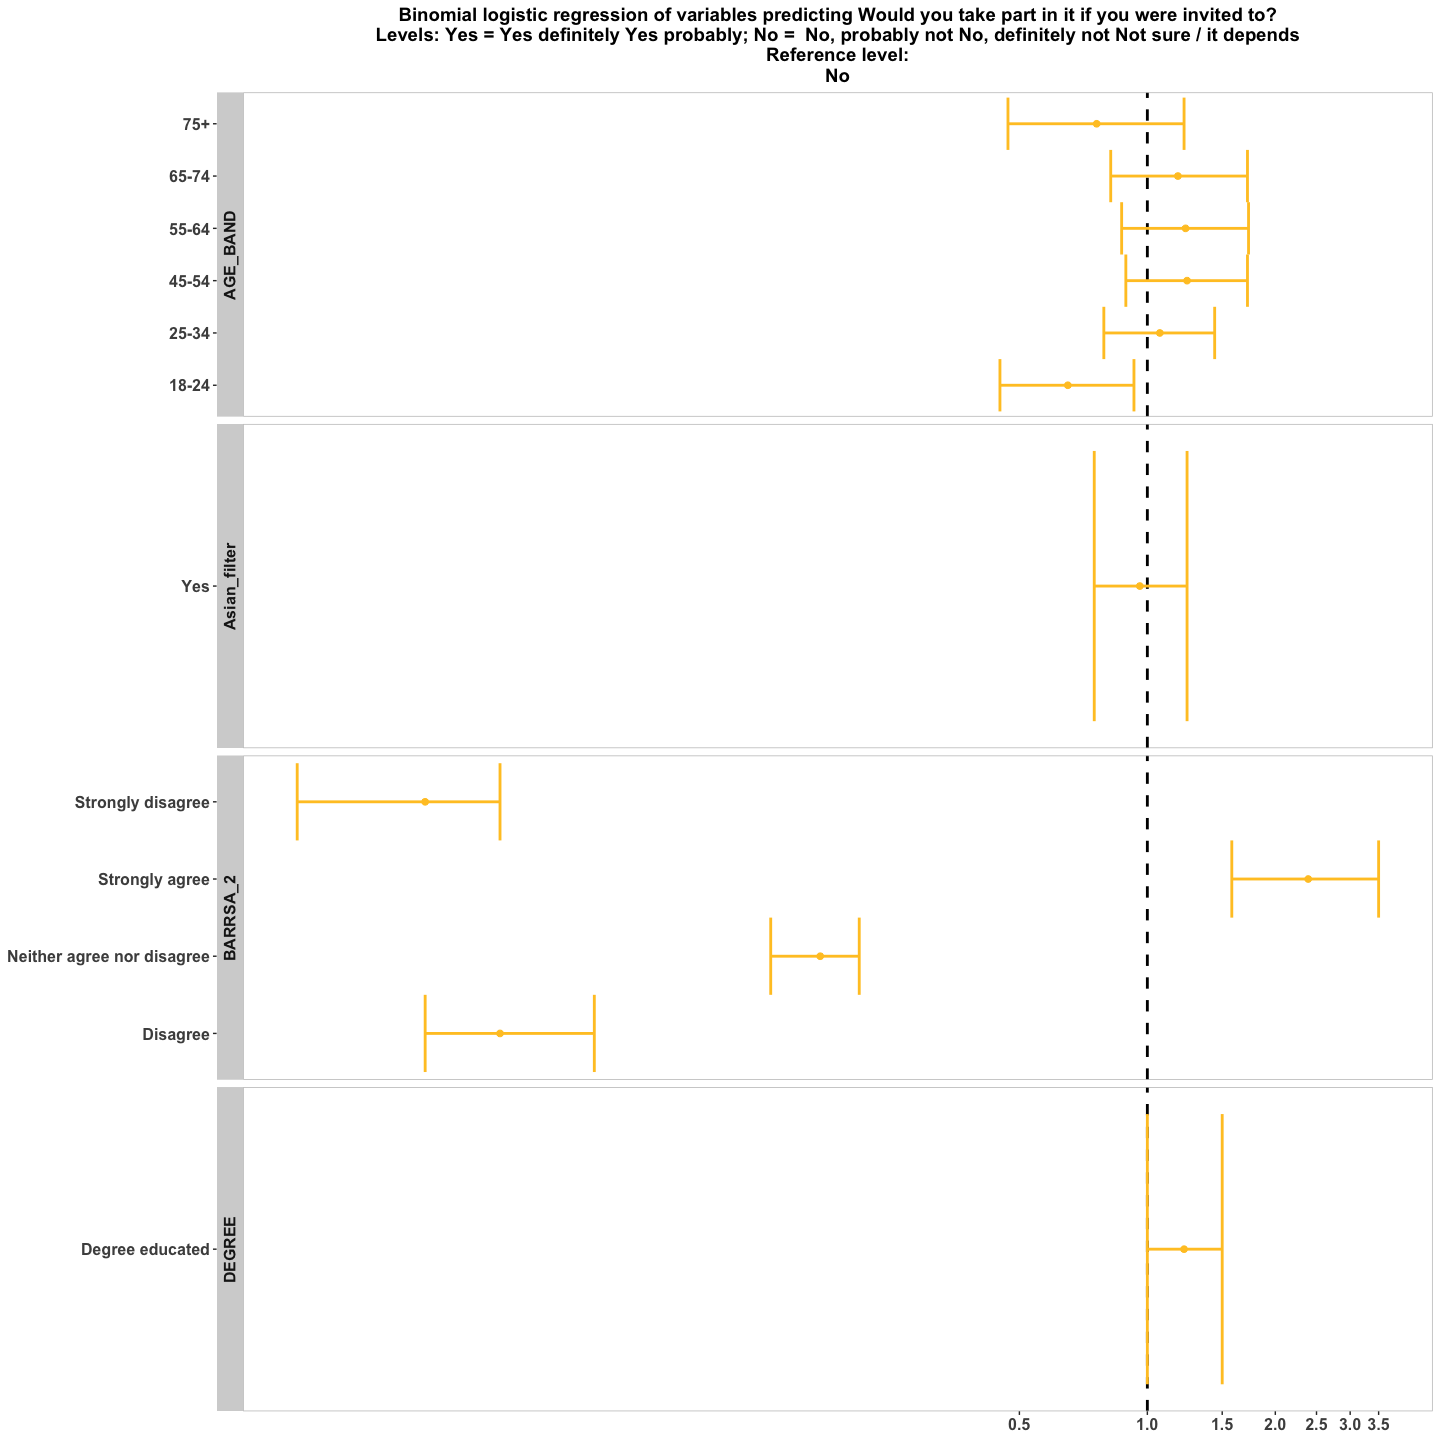 Binomial logistic regression of variables predicting Would you take part in it if you were invited to?
Levels: Yes = Yes definitely Yes probably; No =  No, probably not No, definitely not Not sure / it depends
Reference level:
No
AGE_BAND
75+
65-74
55-64
45-54
25-34
18-24
Asian_filter
Yes
BARRSA_2
Strongly disagree
Strongly agree
Neither agree nor disagree
Disagree
DEGREE
Degree educated
0.5 1.0 1.5 2.0 2.5 3.0 3.5